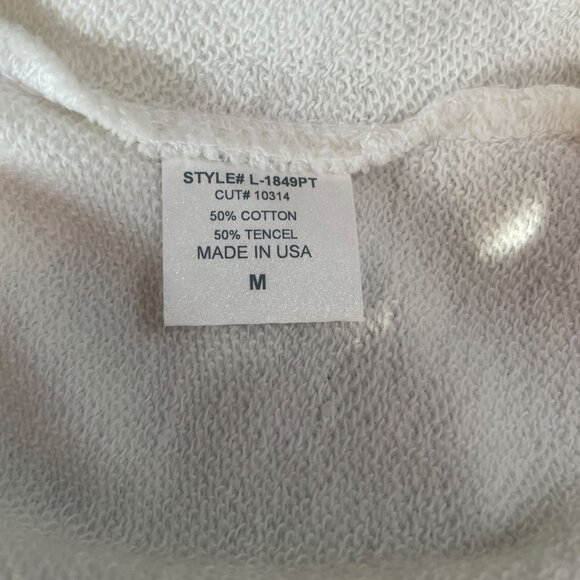 STYLE# L-1849PT
CUT# 10314
50% COTTON
50% TENCEL
MADE IN USA
M